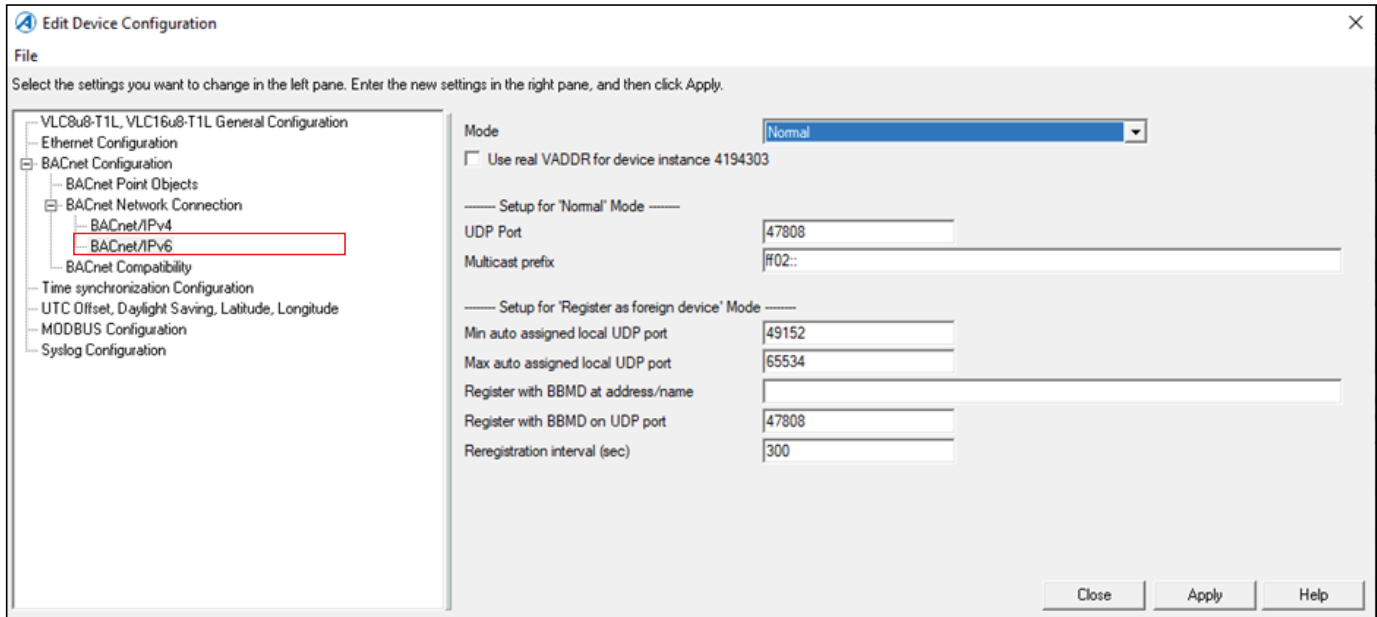 Edit Device Configuration
File
Select the settings you want to change in the left pane. Enter the new settings in the right pane, and then click Apply.
VLC8u8-T1L, VLC16u8-T1L General Configuration
Ethernet Configuration
BACnet Configuration
BACnet Point Objects
BACnet Network Connection
BACnet/IPv4
BACnet/IPv6
BACnet Compatibility
Time synchronization Configuration
UTC Offset, Daylight Saving, Latitude, Longitude
MODBUS Configuration
Syslog Configuration
Mode Normal
Use real VADDR for device instance 4194303
-------- Setup for 'Normal' Mode --------
UDP Port 47808
Multicast prefix ff02::
-------- Setup for 'Register as foreign device' Mode --------
Min auto assigned local UDP port 49152
Max auto assigned local UDP port 65534
Register with BBMD at address/name
Register with BBMD on UDP port 47808
Reregistration interval (sec) 300
Close Apply Help